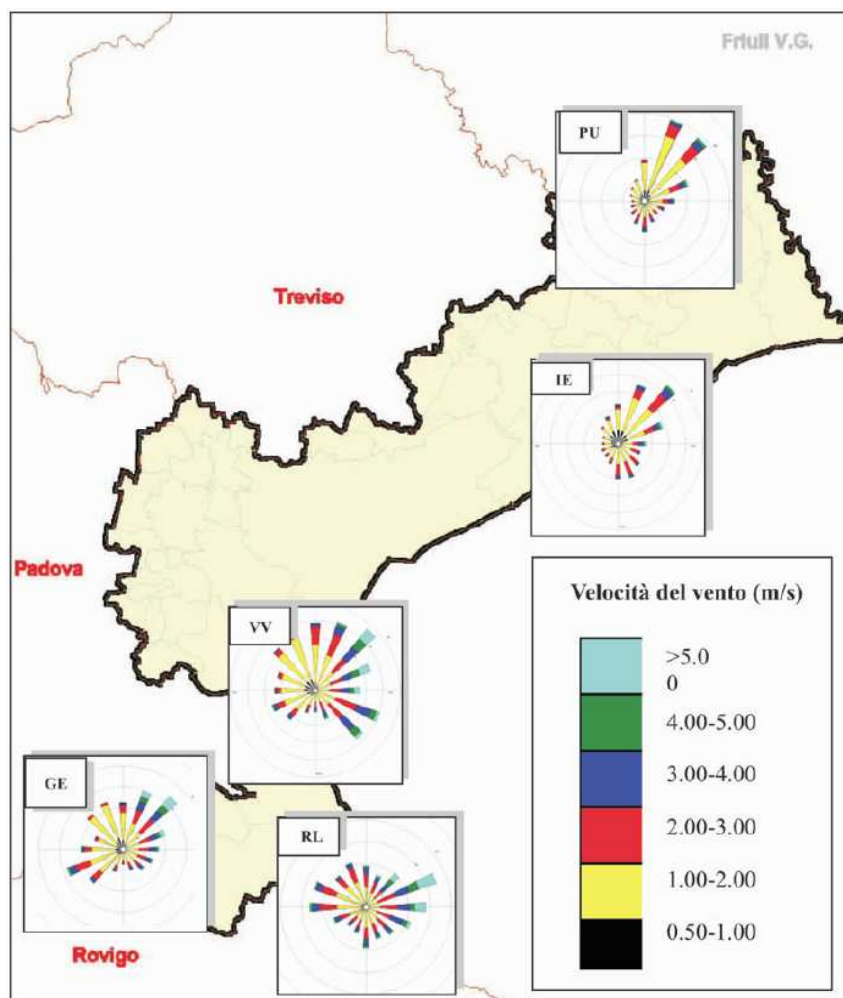 Friuli V.G.
PU
Treviso
IE
Padova
VV
GE
RL
Rovigo
Velocità del vento (m/s)
>5.0
0
4.00-5.00
3.00-4.00
2.00-3.00
1.00-2.00
0.50-1.00